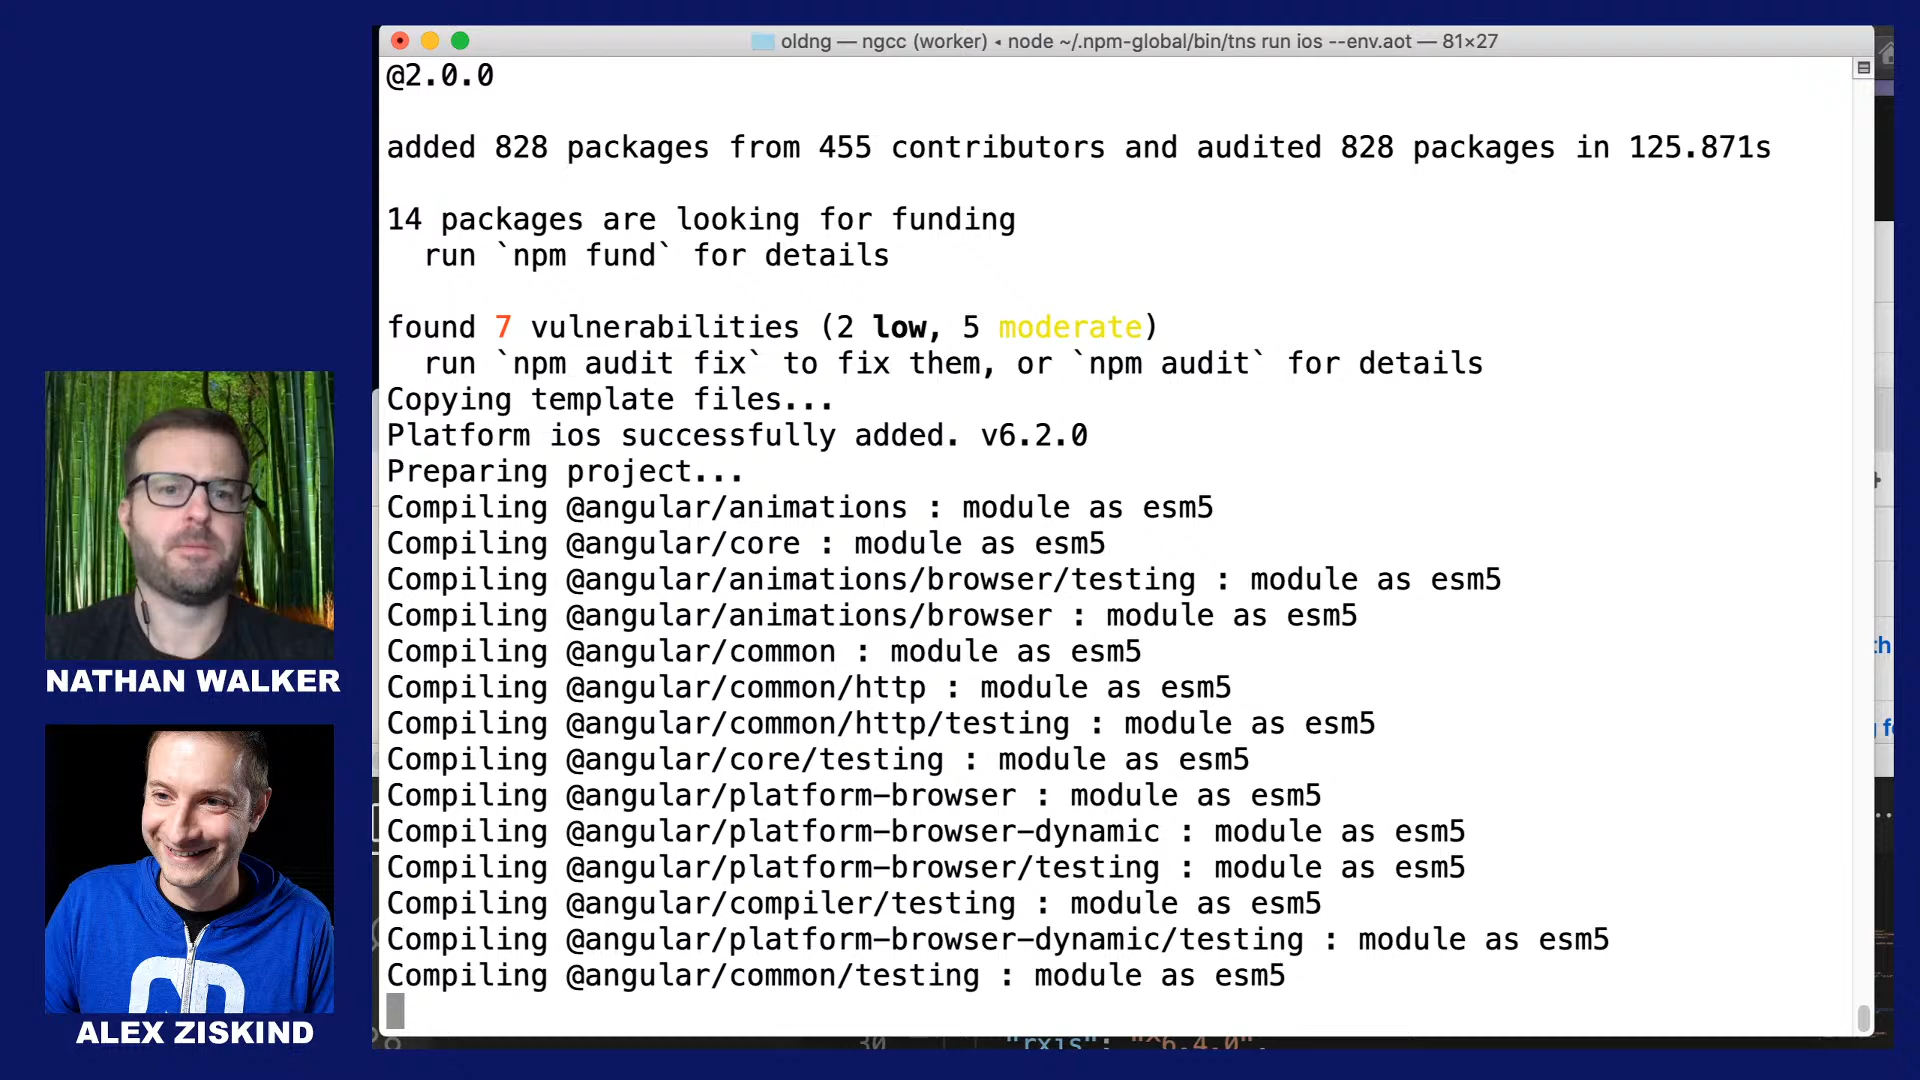 oldng — ngcc (worker) ◂ node ~/.npm-global/bin/tns run ios --env.aot — 81×27
@2.0.0
added 828 packages from 455 contributors and audited 828 packages in 125.871s
14 packages are looking for funding
run `npm fund` for details
found 7 vulnerabilities (2 low, 5 moderate)
run `npm audit fix` to fix them, or `npm audit` for details
Copying template files...
Platform ios successfully added. v6.2.0
Preparing project...
Compiling @angular/animations : module as esm5
Compiling @angular/core : module as esm5
Compiling @angular/animations/browser/testing : module as esm5
Compiling @angular/animations/browser : module as esm5
Compiling @angular/common : module as esm5
Compiling @angular/common/http : module as esm5
Compiling @angular/common/http/testing : module as esm5
Compiling @angular/core/testing : module as esm5
Compiling @angular/platform-browser : module as esm5
Compiling @angular/platform-browser-dynamic : module as esm5
Compiling @angular/platform-browser/testing : module as esm5
Compiling @angular/compiler/testing : module as esm5
Compiling @angular/platform-browser-dynamic/testing : module as esm5
Compiling @angular/common/testing : module as esm5
30 "rxjs": "^6.4.0",
NATHAN WALKER
ALEX ZISKIND